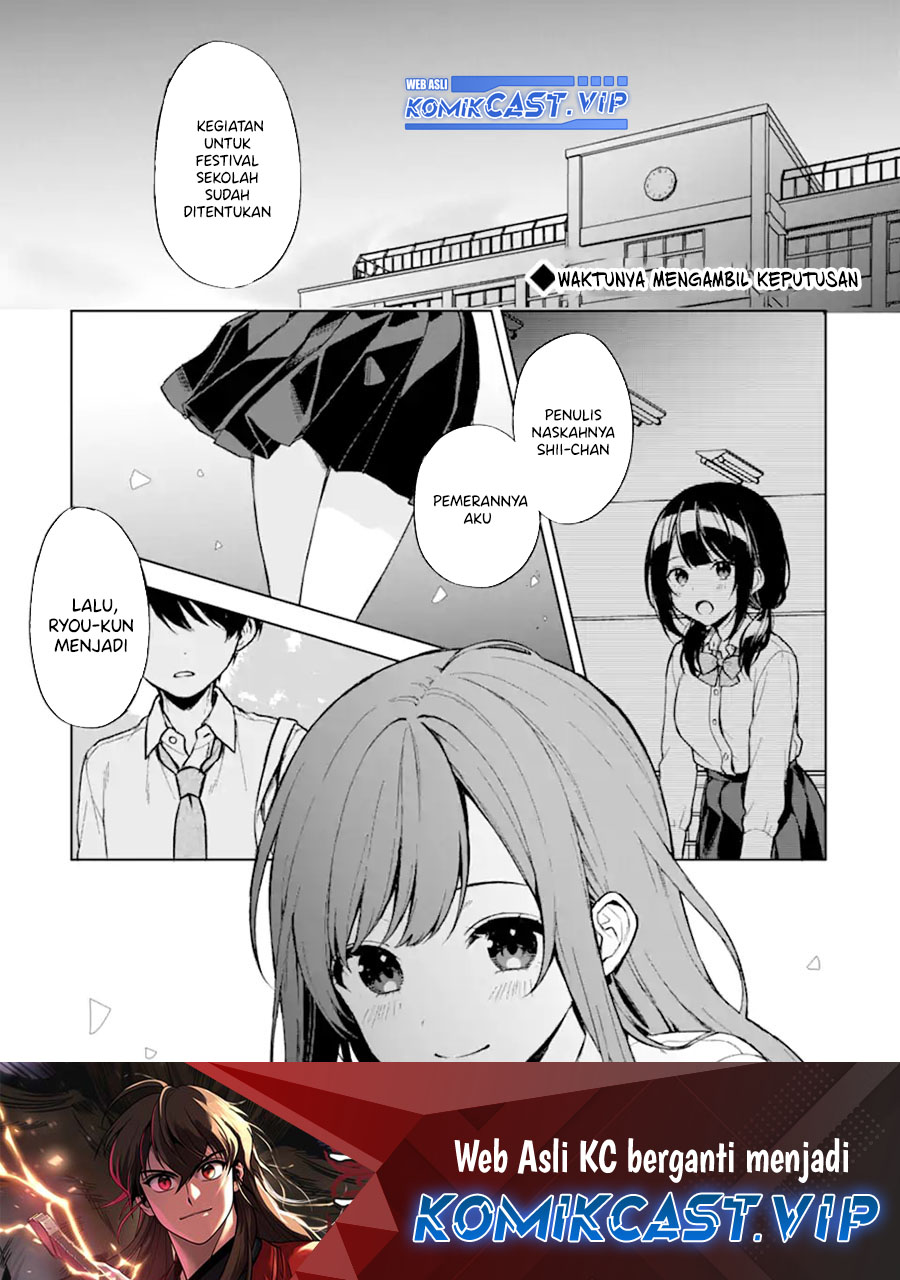 WEB ASLI
KOMIKCAST.VIP
KEGIATAN
UNTUK
FESTIVAL
SEKOLAH
SUDAH
DITENTUKAN
WAKTUNYA MENGAMBIL KEPUTUSAN
PENULIS
NASKAHNYA
SHII-CHAN
PEMERANNYA
AKU
LALU,
RYOU-KUN
MENJADI
Web Asli KC berganti menjadi
KOMIKCAST.VIP